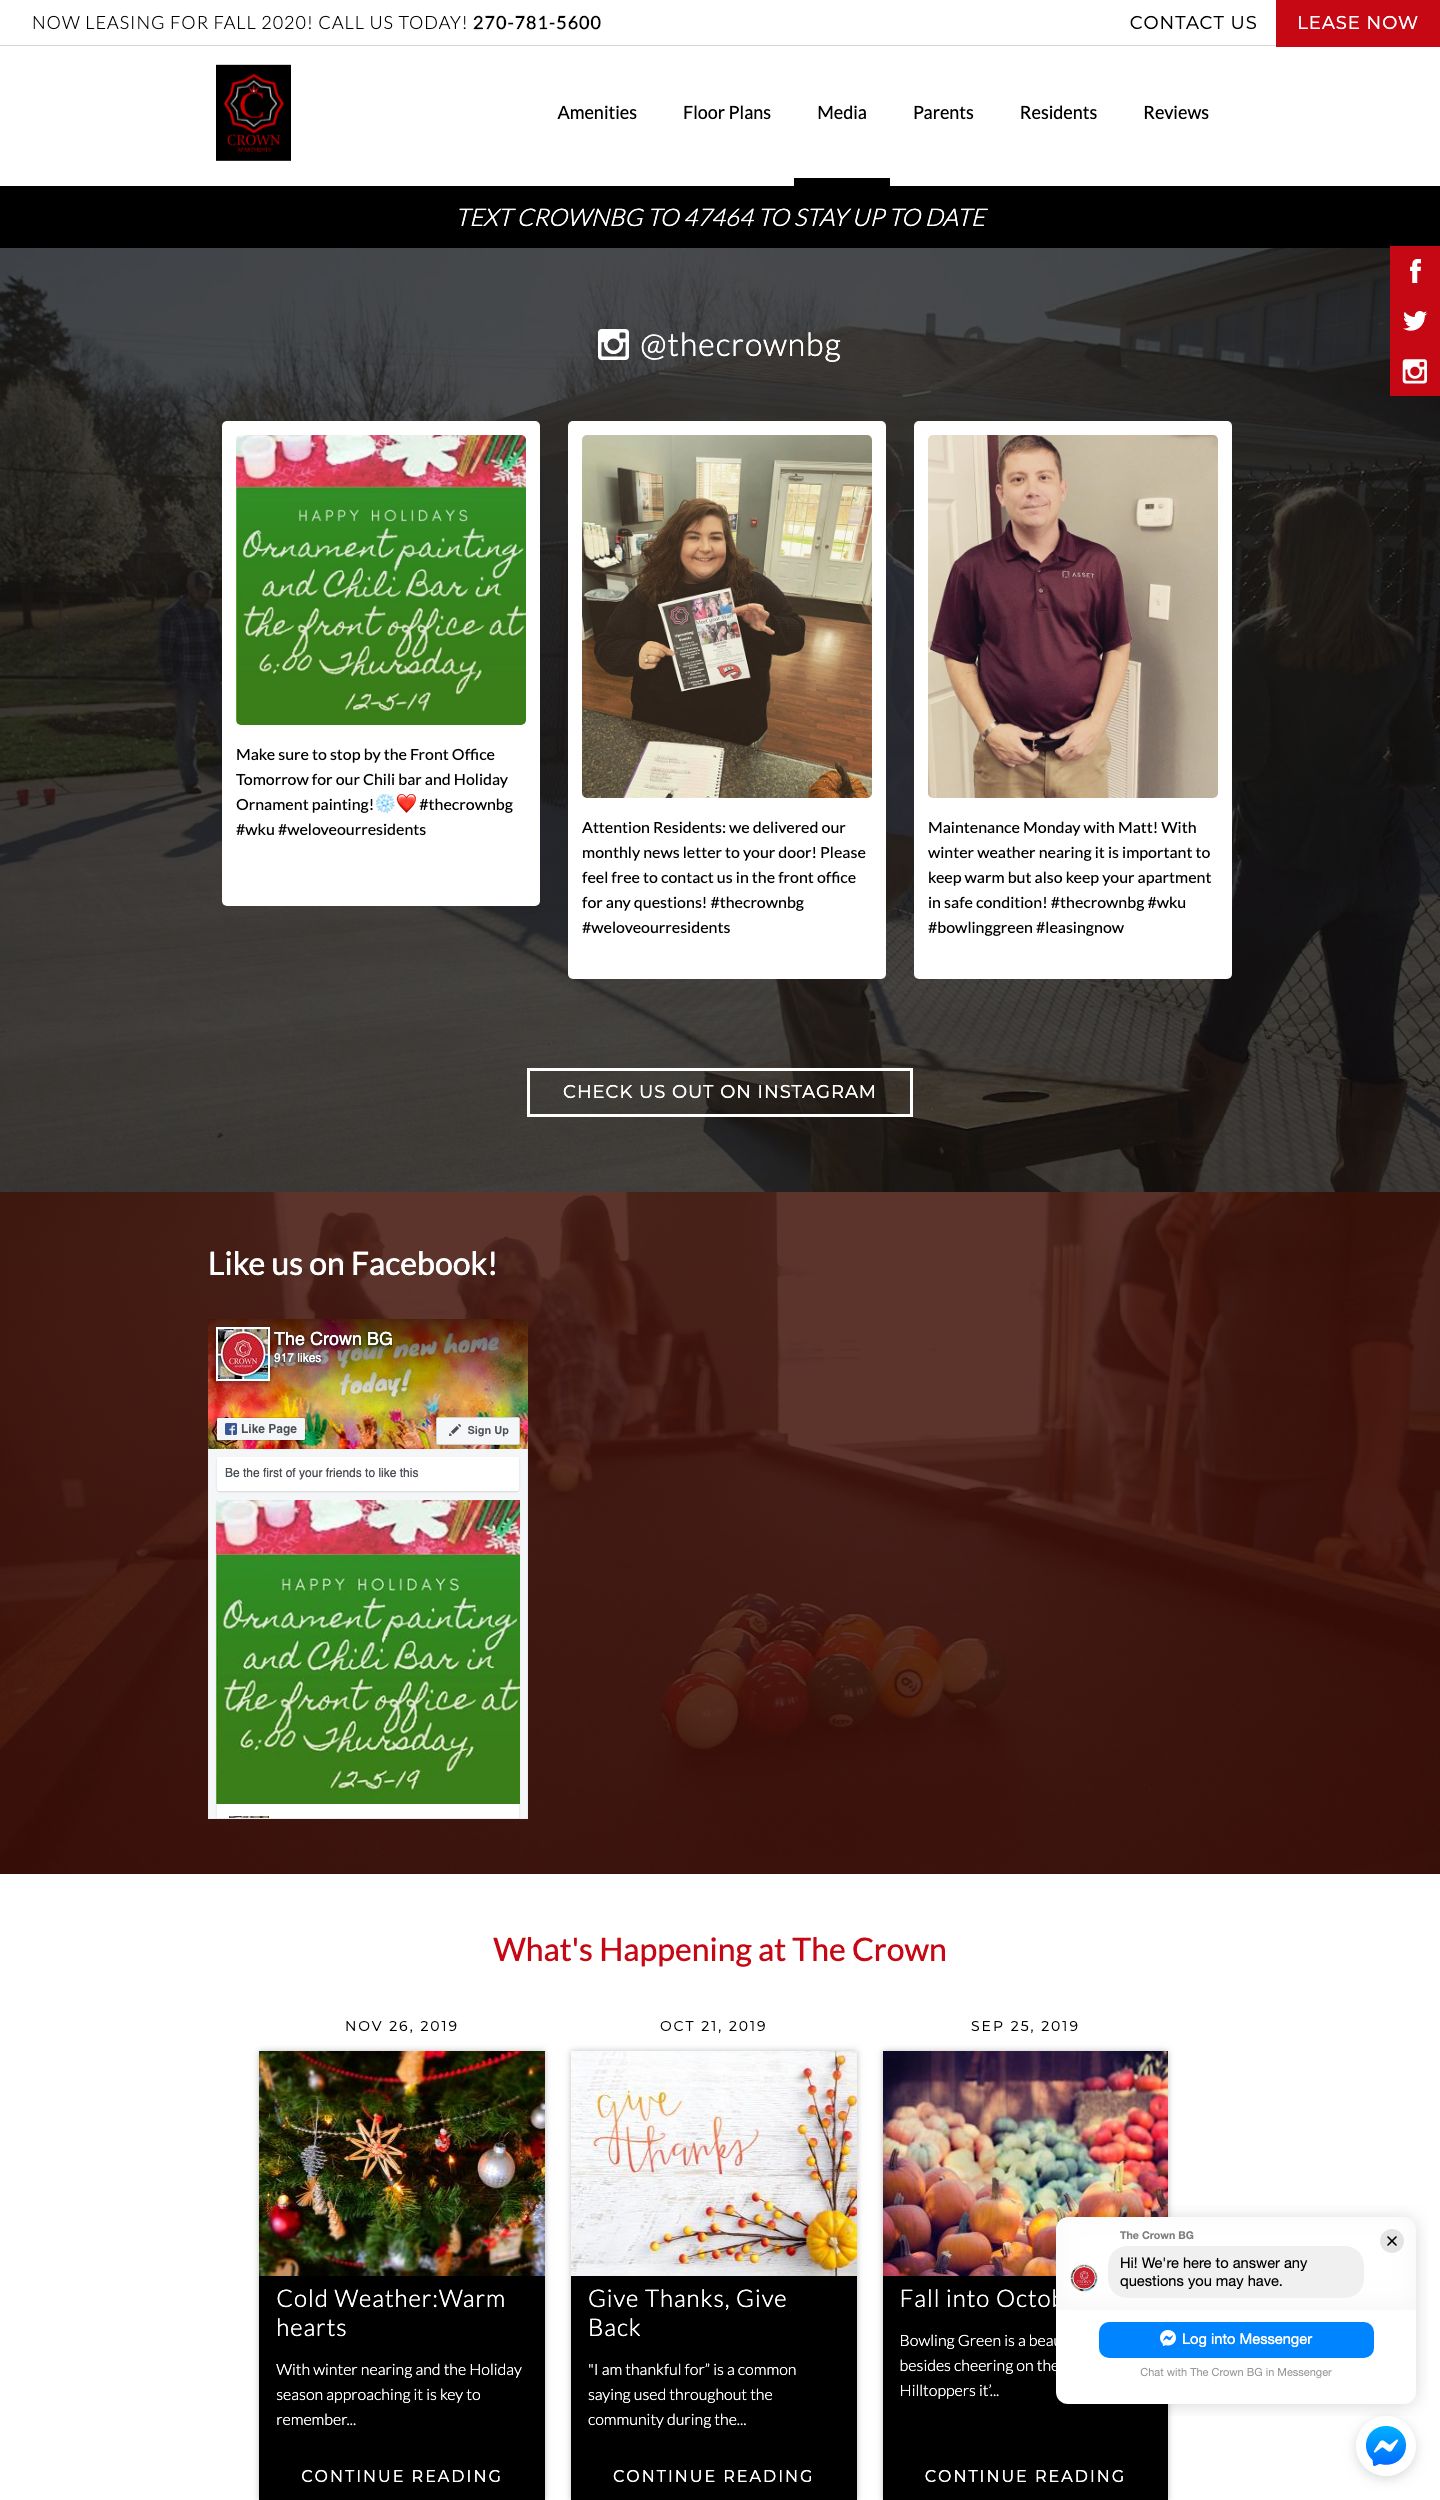 NOW LEASING FOR FALL 2020! CALL US TODAY! 270-781-5600
CONTACT US
LEASE NOW
C
CROWN
Amenities
Floor Plans
Media
Parents
Residents
Reviews
TEXT CROWNBG TO 47464 TO STAY UP TO DATE
@thecrownbg
HAPPY HOLIDAYS
Ornament painting
and Chili Bar in
the front office at
6:00 Thursday,
12-5-19
Make sure to stop by the Front Office
Tomorrow for our Chili bar and Holiday
Ornament painting!❄️❤️ #thecrownbg
#wku #weloveourresidents
Attention Residents: we delivered our
monthly news letter to your door! Please
feel free to contact us in the front office
for any questions! #thecrownbg
#weloveourresidents
ASSET
Maintenance Monday with Matt! With
winter weather nearing it is important to
keep warm but also keep your apartment
in safe condition! #thecrownbg #wku
#bowlinggreen #leasingnow
CHECK US OUT ON INSTAGRAM
Like us on Facebook!
The Crown BG
917 likes
your new home
today!
CROWN
Like Page
Sign Up
Be the first of your friends to like this
HAPPY HOLIDAYS
Ornament painting
and Chili Bar in
the front office at
6:00 Thursday,
12-5-19
What's Happening at The Crown
NOV 26, 2019
OCT 21, 2019
SEP 25, 2019
give
thanks
Cold Weather:Warm
hearts
With winter nearing and the Holiday
season approaching it is key to
remember...
CONTINUE READING
Give Thanks, Give
Back
"I am thankful for” is a common
saying used throughout the
community during the...
CONTINUE READING
Fall into Octob
Bowling Green is a beau
besides cheering on the
Hilltoppers it’...
CONTINUE READING
The Crown BG
Hi! We're here to answer any
questions you may have.
Log into Messenger
Chat with The Crown BG in Messenger